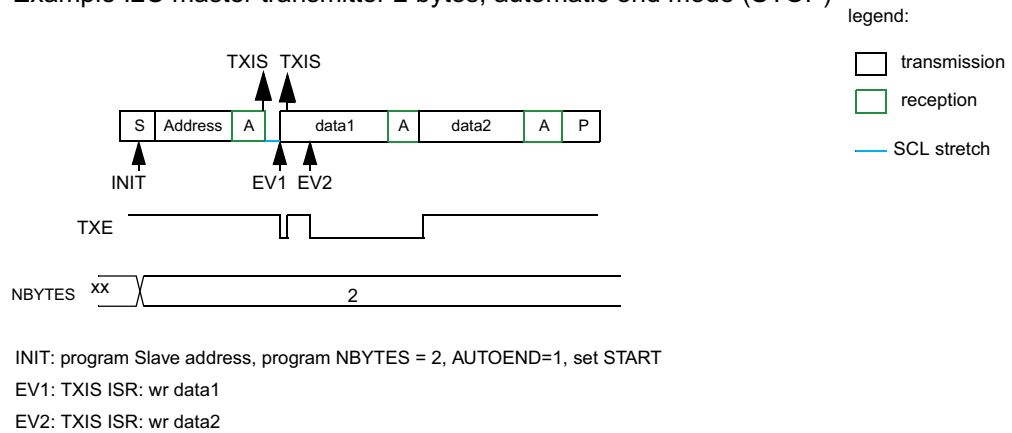 Example I2C master transmitter 2 bytes, automatic end mode (STOP)
legend:
transmission
reception
SCL stretch
TXIS TXIS
S Address A data1 A data2 A P
INIT EV1 EV2
TXE
NBYTES xx 2
INIT: program Slave address, program NBYTES = 2, AUTOEND=1, set START
EV1: TXIS ISR: wr data1
EV2: TXIS ISR: wr data2